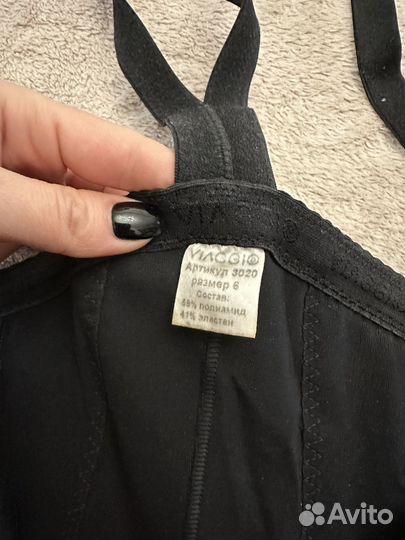 VIAGGIO
Артикул 3020
размер 6
Состав:
59% полиамид
41% эластан
Avito